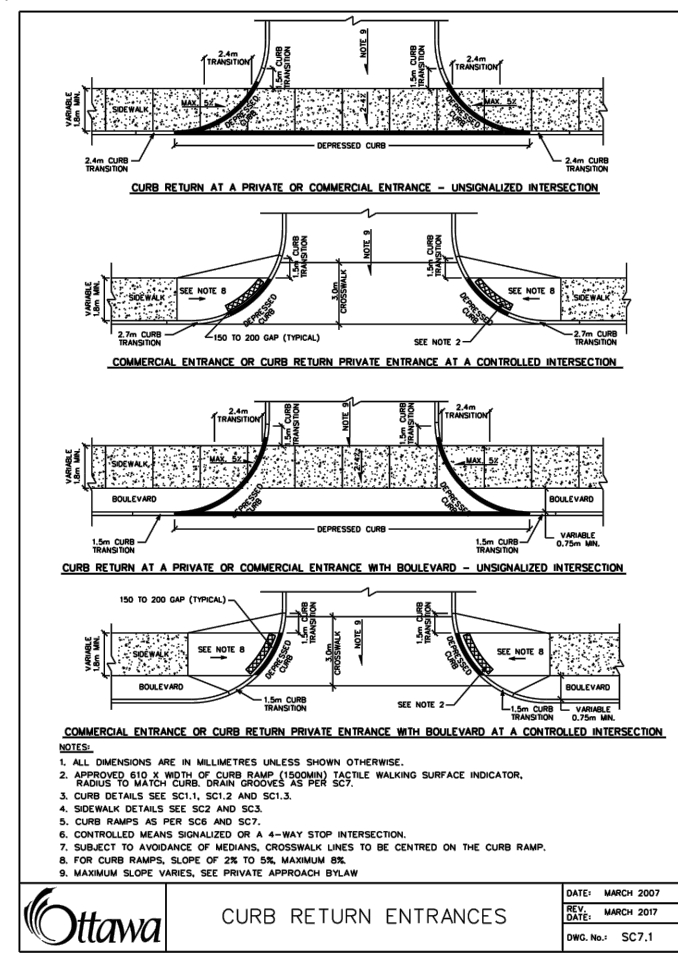 2.4m
TRANSITION
1.5m CURB
TRANSITION
NOTE 9
1.5m CURB
TRANSITION
2.4m
TRANSITION
VARIABLE
1.8m MIN.
SIDEWALK
MAX. 5%
DEPRESSED
CURB
2-4%
DEPRESSED
CURB
MAX. 5%
DEPRESSED CURB
2.4m CURB
TRANSITION
2.4m CURB
TRANSITION
CURB RETURN AT A PRIVATE OR COMMERCIAL ENTRANCE - UNSIGNALIZED INTERSECTION
1.5m CURB
TRANSITION
NOTE 9
1.5m CURB
TRANSITION
VARIABLE
1.8m MIN.
SIDEWALK
SEE NOTE 8
DEPRESSED
CURB
3.0m
CROSSWALK
DEPRESSED
CURB
SEE NOTE 8
SIDEWALK
2.7m CURB
TRANSITION
150 TO 200 GAP (TYPICAL)
SEE NOTE 2
2.7m CURB
TRANSITION
COMMERCIAL ENTRANCE OR CURB RETURN PRIVATE ENTRANCE AT A CONTROLLED INTERSECTION
2.4m
TRANSITION
1.5m CURB
TRANSITION
NOTE 9
1.5m CURB
TRANSITION
2.4m
TRANSITION
VARIABLE
1.8m MIN.
SIDEWALK
MAX. 5%
2-4%
MAX. 5%
BOULEVARD
DEPRESSED
CURB
DEPRESSED
CURB
BOULEVARD
DEPRESSED CURB
1.5m CURB
TRANSITION
1.5m CURB
TRANSITION
VARIABLE
0.75m MIN.
CURB RETURN AT A PRIVATE OR COMMERCIAL ENTRANCE WITH BOULEVARD - UNSIGNALIZED INTERSECTION
150 TO 200 GAP (TYPICAL)
1.5m CURB
TRANSITION
NOTE 9
1.5m CURB
TRANSITION
VARIABLE
1.8m MIN.
SIDEWALK
SEE NOTE 8
DEPRESSED
CURB
3.0m
CROSSWALK
DEPRESSED
CURB
SEE NOTE 8
BOULEVARD
1.5m CURB
TRANSITION
SEE NOTE 2
1.5m CURB
TRANSITION
BOULEVARD
VARIABLE
0.75m MIN.
COMMERCIAL ENTRANCE OR CURB RETURN PRIVATE ENTRANCE WITH BOULEVARD AT A CONTROLLED INTERSECTION
NOTES:
1. ALL DIMENSIONS ARE IN MILLIMETRES UNLESS SHOWN OTHERWISE.
2. APPROVED 610 X WIDTH OF CURB RAMP (1500MIN) TACTILE WALKING SURFACE INDICATOR,
RADIUS TO MATCH CURB. DRAIN GROOVES AS PER SC7.
3. CURB DETAILS SEE SC1.1, SC1.2 AND SC1.3.
4. SIDEWALK DETAILS SEE SC2 AND SC3.
5. CURB RAMPS AS PER SC6 AND SC7.
6. CONTROLLED MEANS SIGNALIZED OR A 4-WAY STOP INTERSECTION.
7. SUBJECT TO AVOIDANCE OF MEDIANS, CROSSWALK LINES TO BE CENTRED ON THE CURB RAMP.
8. FOR CURB RAMPS, SLOPE OF 2% TO 5%, MAXIMUM 8%.
9. MAXIMUM SLOPE VARIES, SEE PRIVATE APPROACH BYLAW
Ottawa
CURB RETURN ENTRANCES
DATE: MARCH 2007
REV. DATE: MARCH 2017
DWG. No.: SC7.1